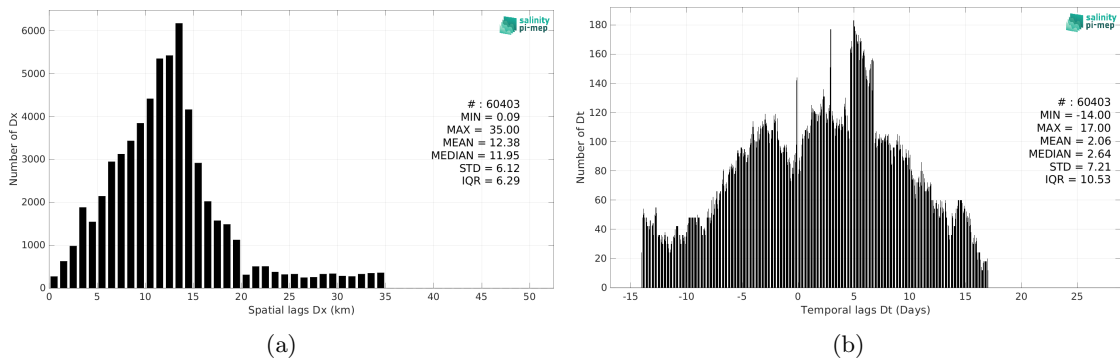 6000
5000
4000
3000
2000
1000
0
Number of Dx
0 5 10 15 20 25 30 35 40 45 50
Spatial lags Dx (km)
salinity
pi-mep
# : 60403
MIN = 0.09
MAX = 35.00
MEAN = 12.38
MEDIAN = 11.95
STD = 6.12
IQR = 6.29
(a)
180
160
140
120
100
80
60
40
20
0
Number of Dt
-15 -10 -5 0 5 10 15 20 25
Temporal lags Dt (Days)
salinity
pi-mep
# : 60403
MIN = -14.00
MAX = 17.00
MEAN = 2.06
MEDIAN = 2.64
STD = 7.21
IQR = 10.53
(b)